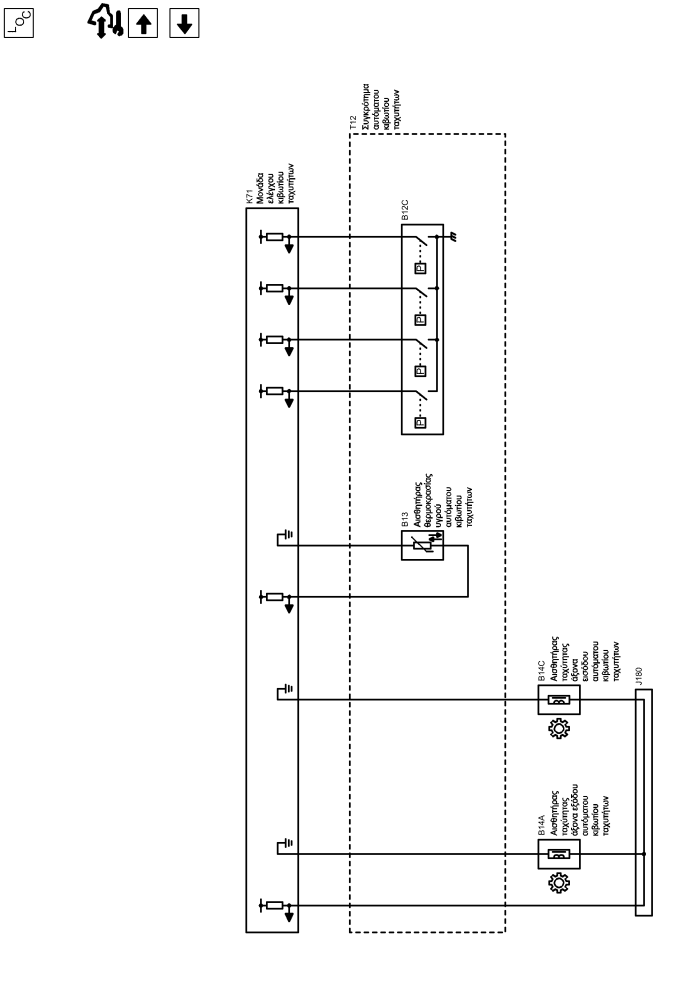 LOC
T12
Συγκρότημα
αυτόματου
κιβωτίου
ταχυτήτων
K71
Μονάδα
ελέγχου
κιβωτίου
ταχυτήτων
B12C
P
P
P
P
B13
Αισθητήρας
θερμοκρασίας
υγρού
αυτόματου
κιβωτίου
ταχυτήτων
B14C
Αισθητήρας
ταχύτητας
άξονα
εισόδου
αυτόματου
κιβωτίου
ταχυτήτων
J180
B14A
Αισθητήρας
ταχύτητας
άξονα εξόδου
αυτόματου
κιβωτίου
ταχυτήτων